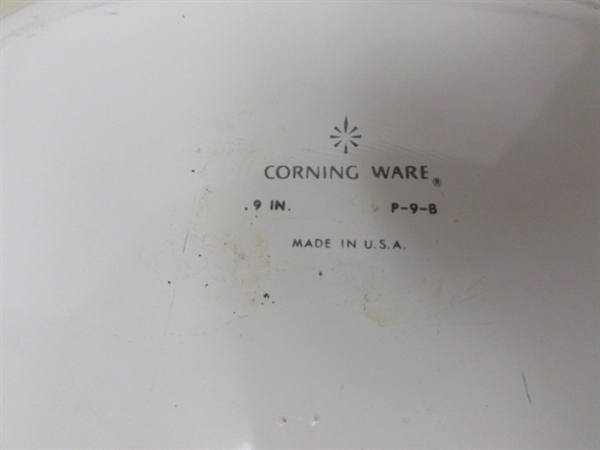 CORNING WARE®
.9 IN. P-9-B
MADE IN U.S.A.